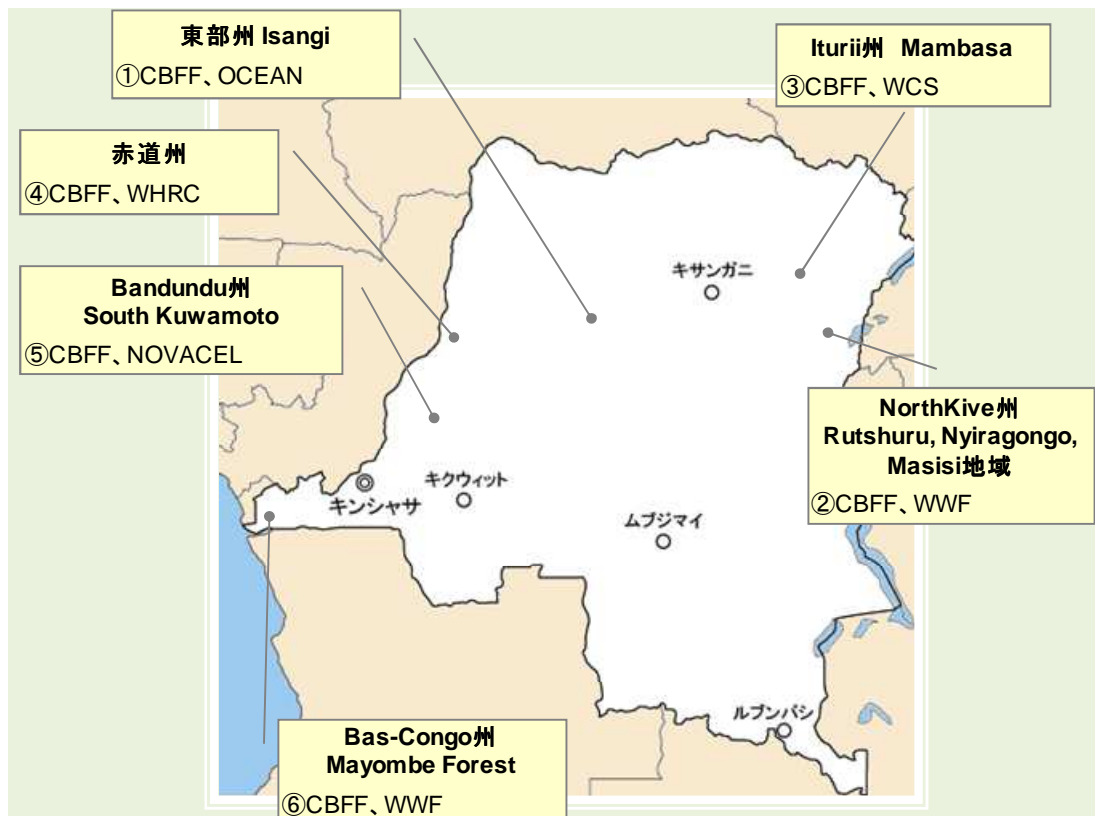 東部州 Isangi
①CBFF、OCEAN
Iturii州 Mambasa
③CBFF、WCS
赤道州
④CBFF、WHRC
Bandundu州
South Kuwamoto
⑤CBFF、NOVACEL
NorthKive州
Rutshuru, Nyiragongo,
Masisi地域
②CBFF、WWF
Bas-Congo州
Mayombe Forest
⑥CBFF、WWF
キサンガニ
キンシャサ
キクウィット
ムブジマイ
ルブンバシ